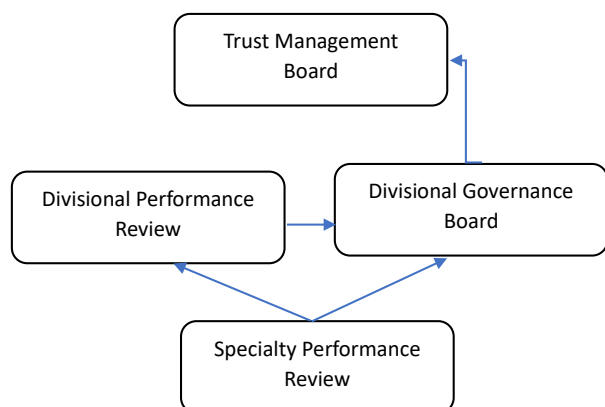 Trust Management
Board
Divisional Performance
Review
Divisional Governance
Board
Specialty Performance
Review